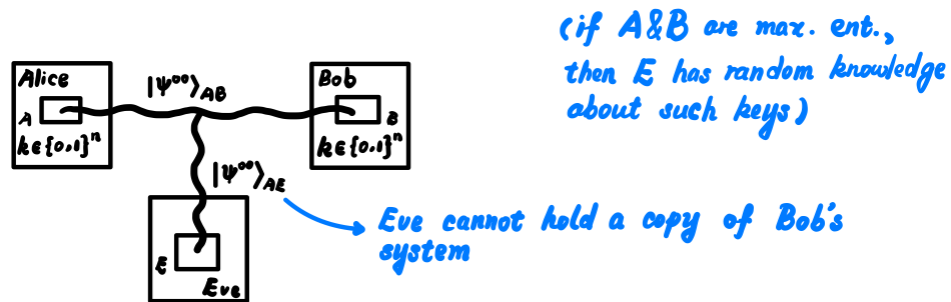 (if A&B are max. ent.,
then E has random knowledge
about such keys)
Alice
A
k∈{0,1}ⁿ
|ψ⁰⁰⟩AB
Bob
B
k∈{0,1}ⁿ
|ψ⁰⁰⟩AE
E
Eve
Eve cannot hold a copy of Bob's
system